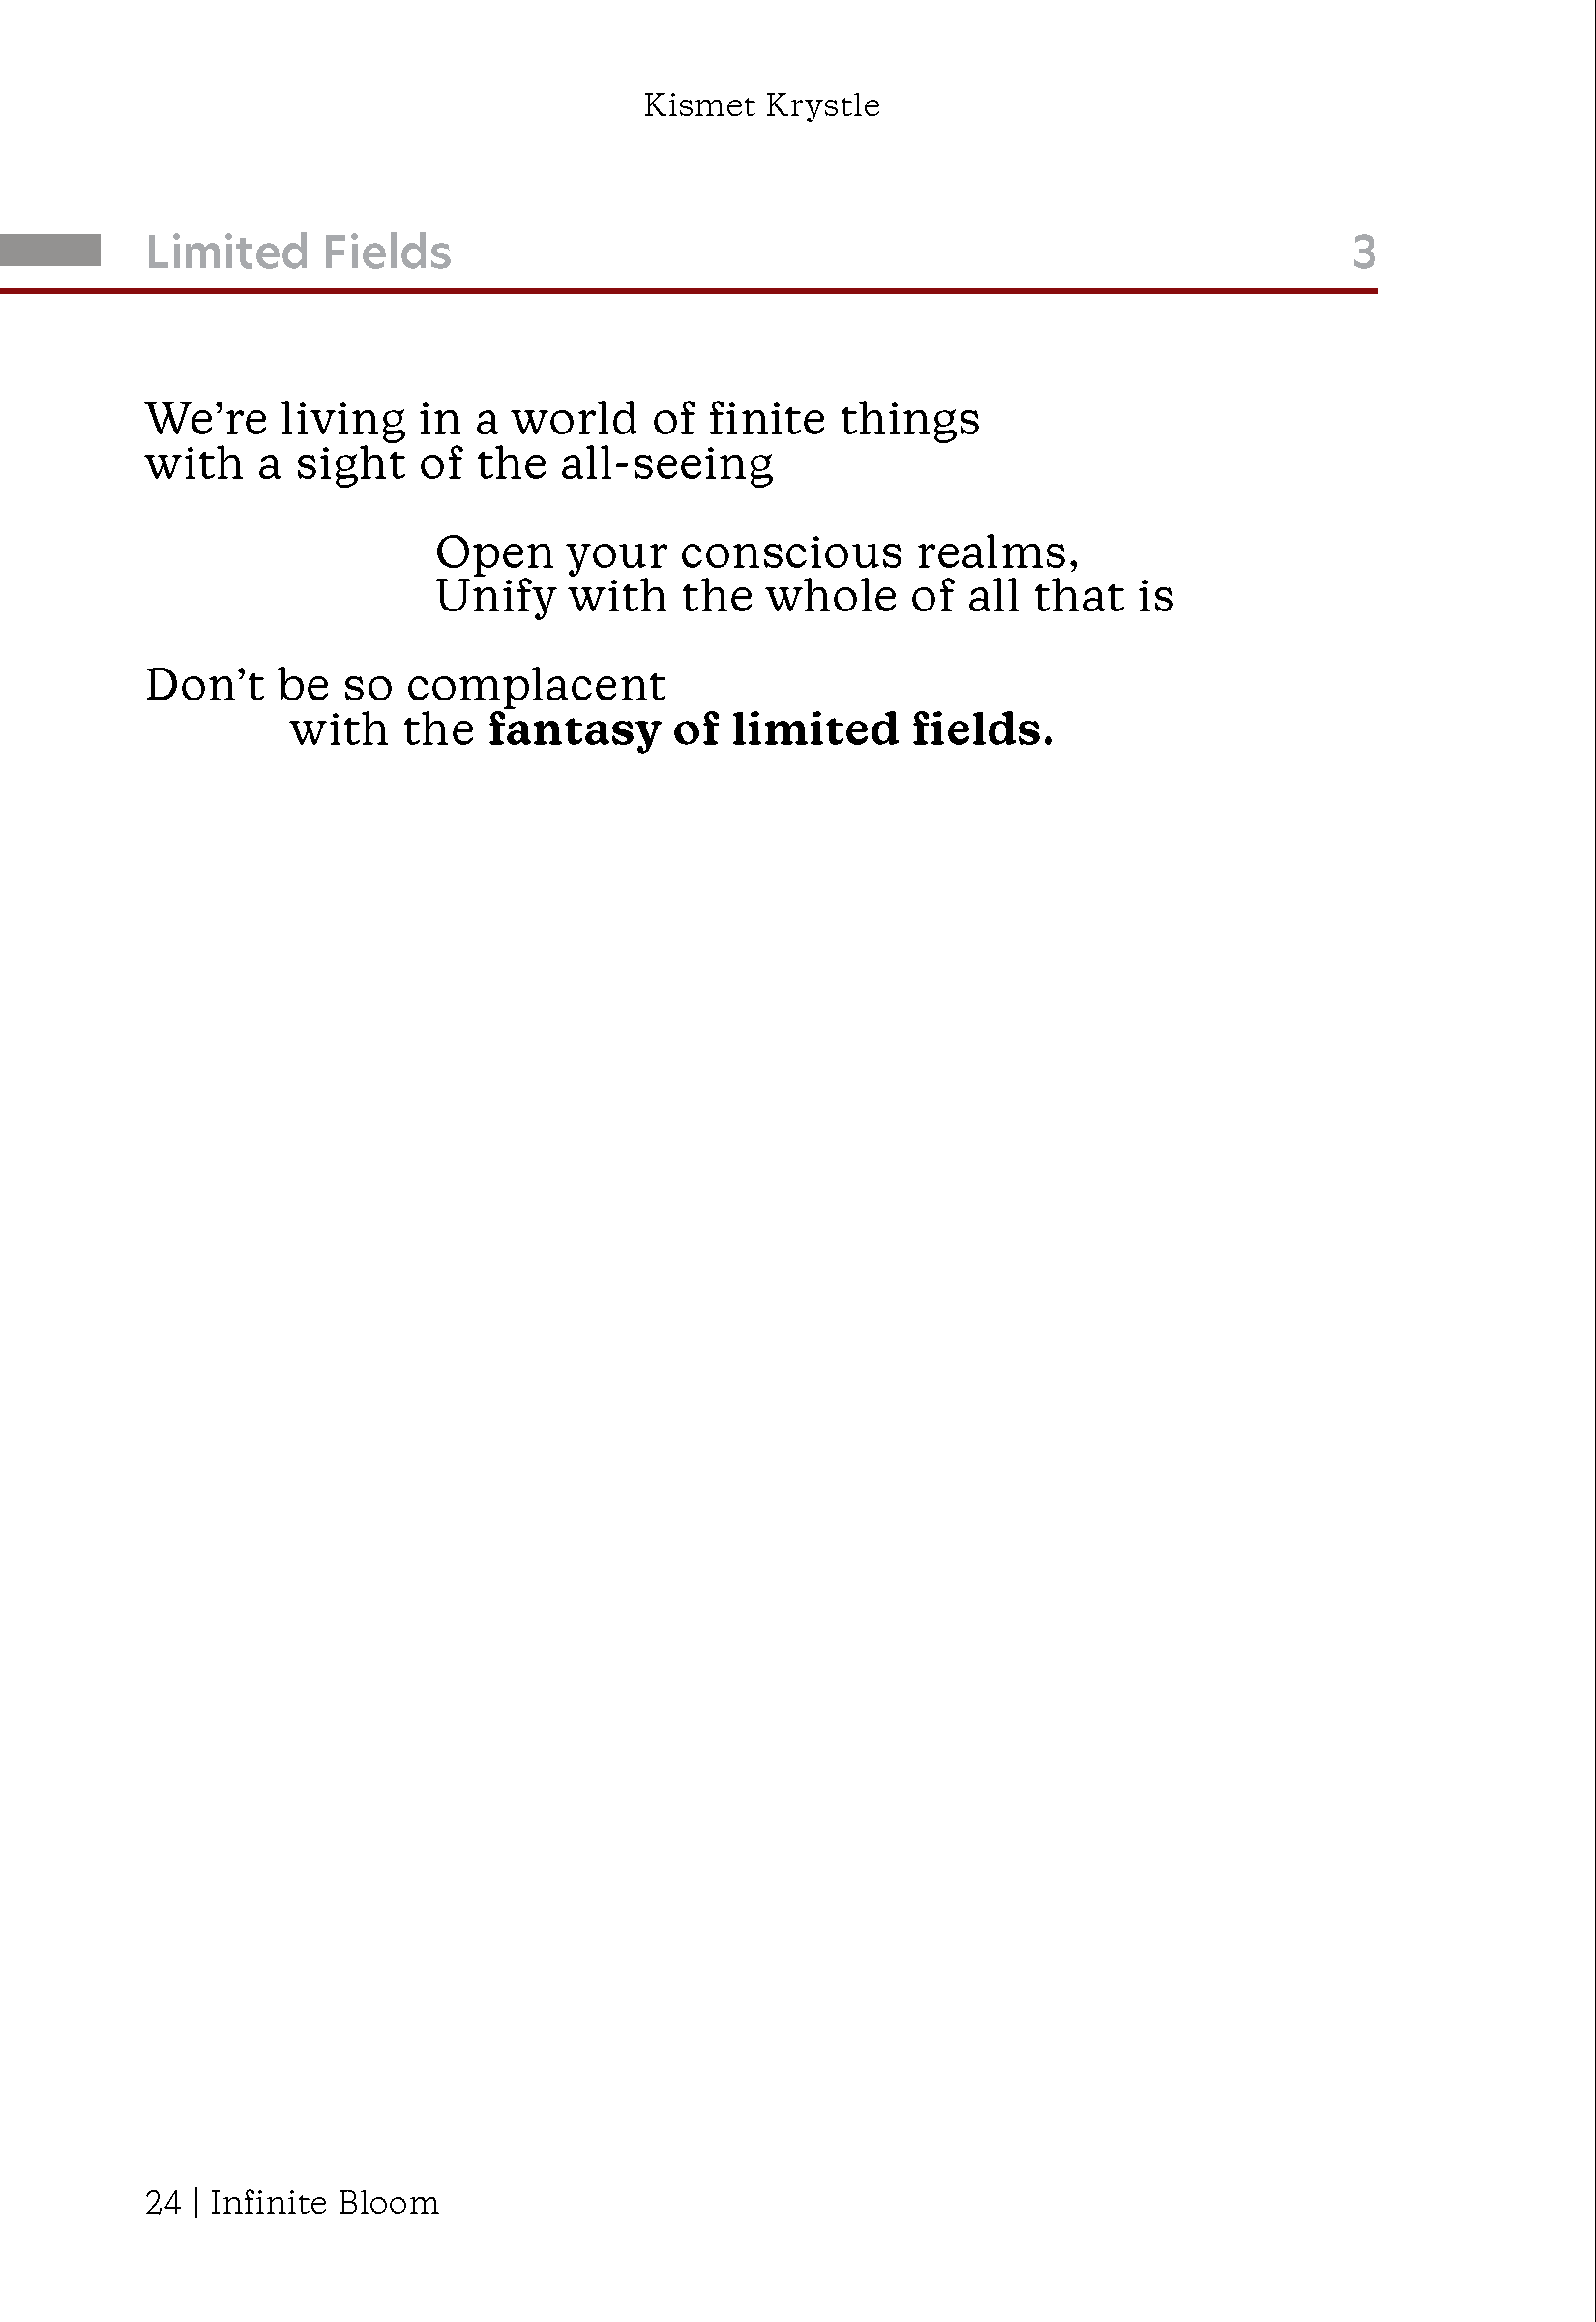 Kismet Krystle
Limited Fields 3
We’re living in a world of finite things
with a sight of the all-seeing
Open your conscious realms,
Unify with the whole of all that is
Don’t be so complacent
with the fantasy of limited fields.
24 | Infinite Bloom